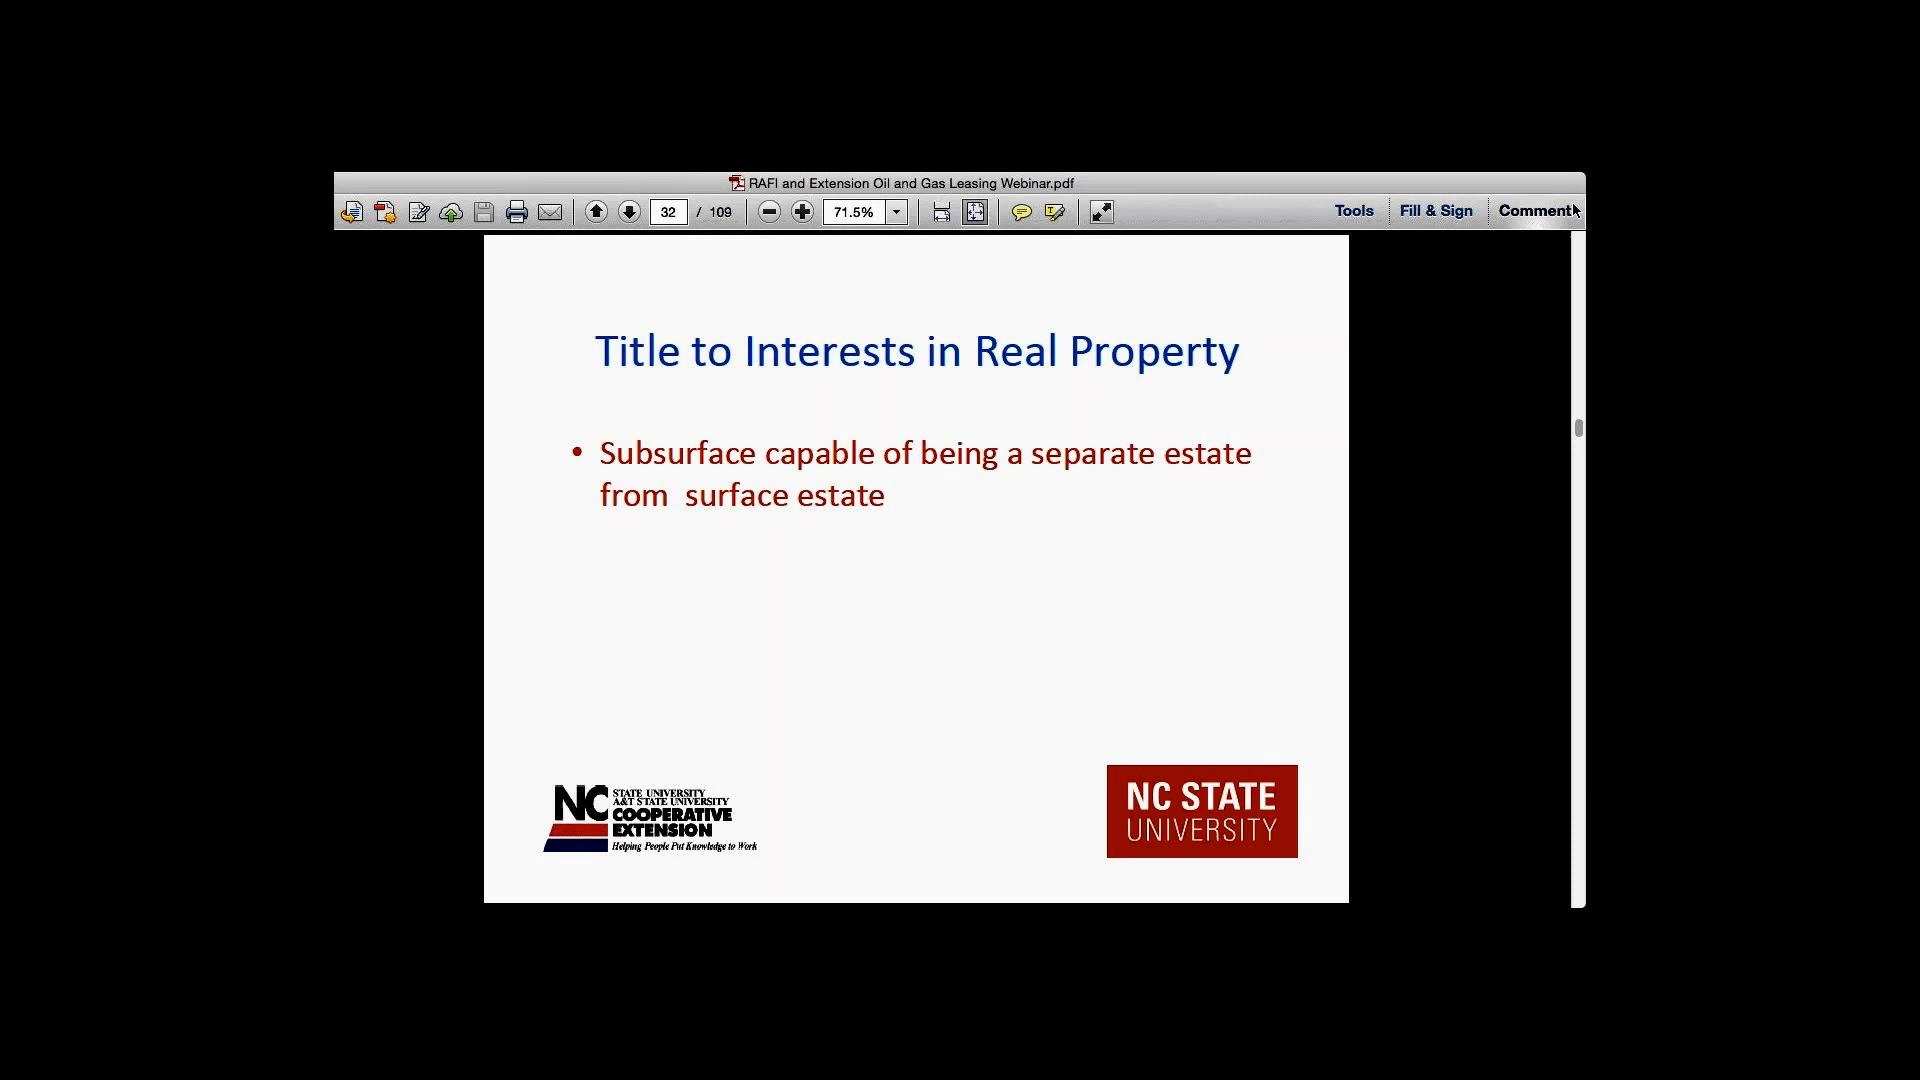 RAFI and Extension Oil and Gas Leasing Webinar.pdf
32 / 109 71.5% Tools Fill & Sign Comment
Title to Interests in Real Property
• Subsurface capable of being a separate estate
from surface estate
NC STATE UNIVERSITY
A&T STATE UNIVERSITY
COOPERATIVE
EXTENSION
Helping People Put Knowledge to Work
NC STATE
UNIVERSITY